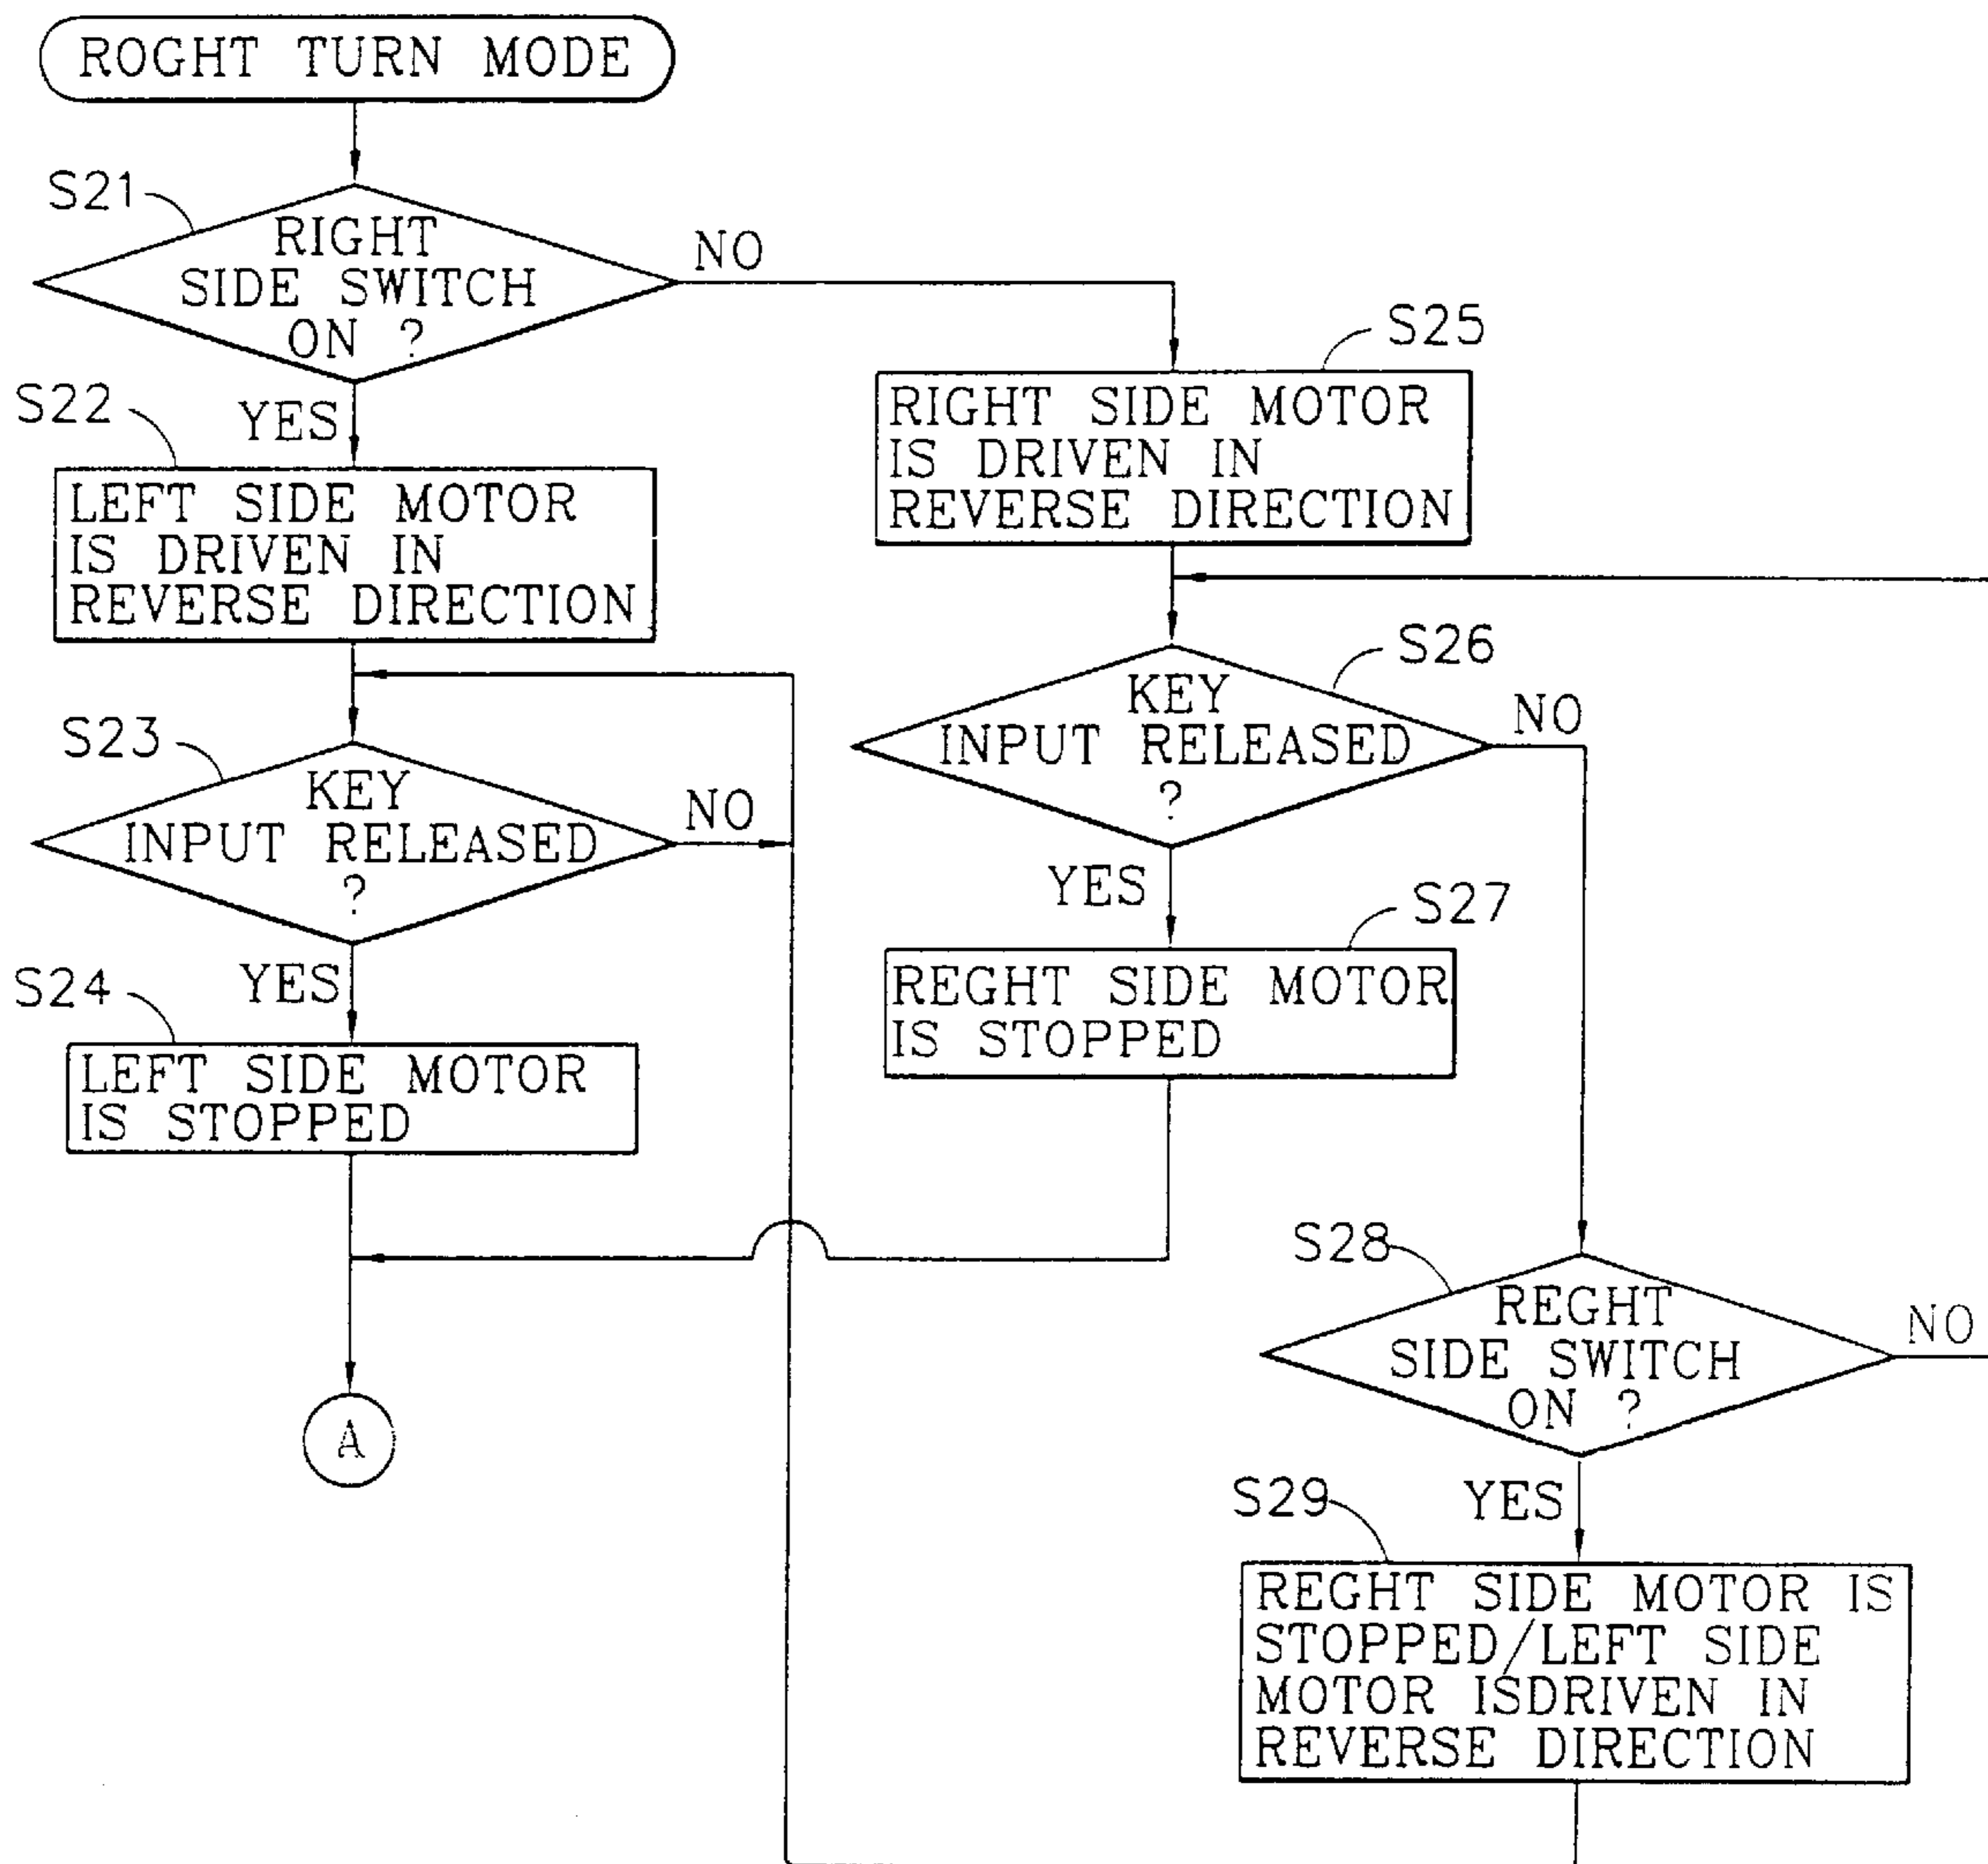 ROGHT TURN MODE
S21
RIGHT
SIDE SWITCH
ON ?
NO
YES
S22
LEFT SIDE MOTOR
IS DRIVEN IN
REVERSE DIRECTION
S23
KEY
INPUT RELEASED
?
NO
YES
S24
LEFT SIDE MOTOR
IS STOPPED
A
S25
RIGHT SIDE MOTOR
IS DRIVEN IN
REVERSE DIRECTION
S26
KEY
INPUT RELEASED
?
NO
YES
S27
REGHT SIDE MOTOR
IS STOPPED
S28
REGHT
SIDE SWITCH
ON ?
NO
YES
S29
REGHT SIDE MOTOR IS
STOPPED/LEFT SIDE
MOTOR ISDRIVEN IN
REVERSE DIRECTION